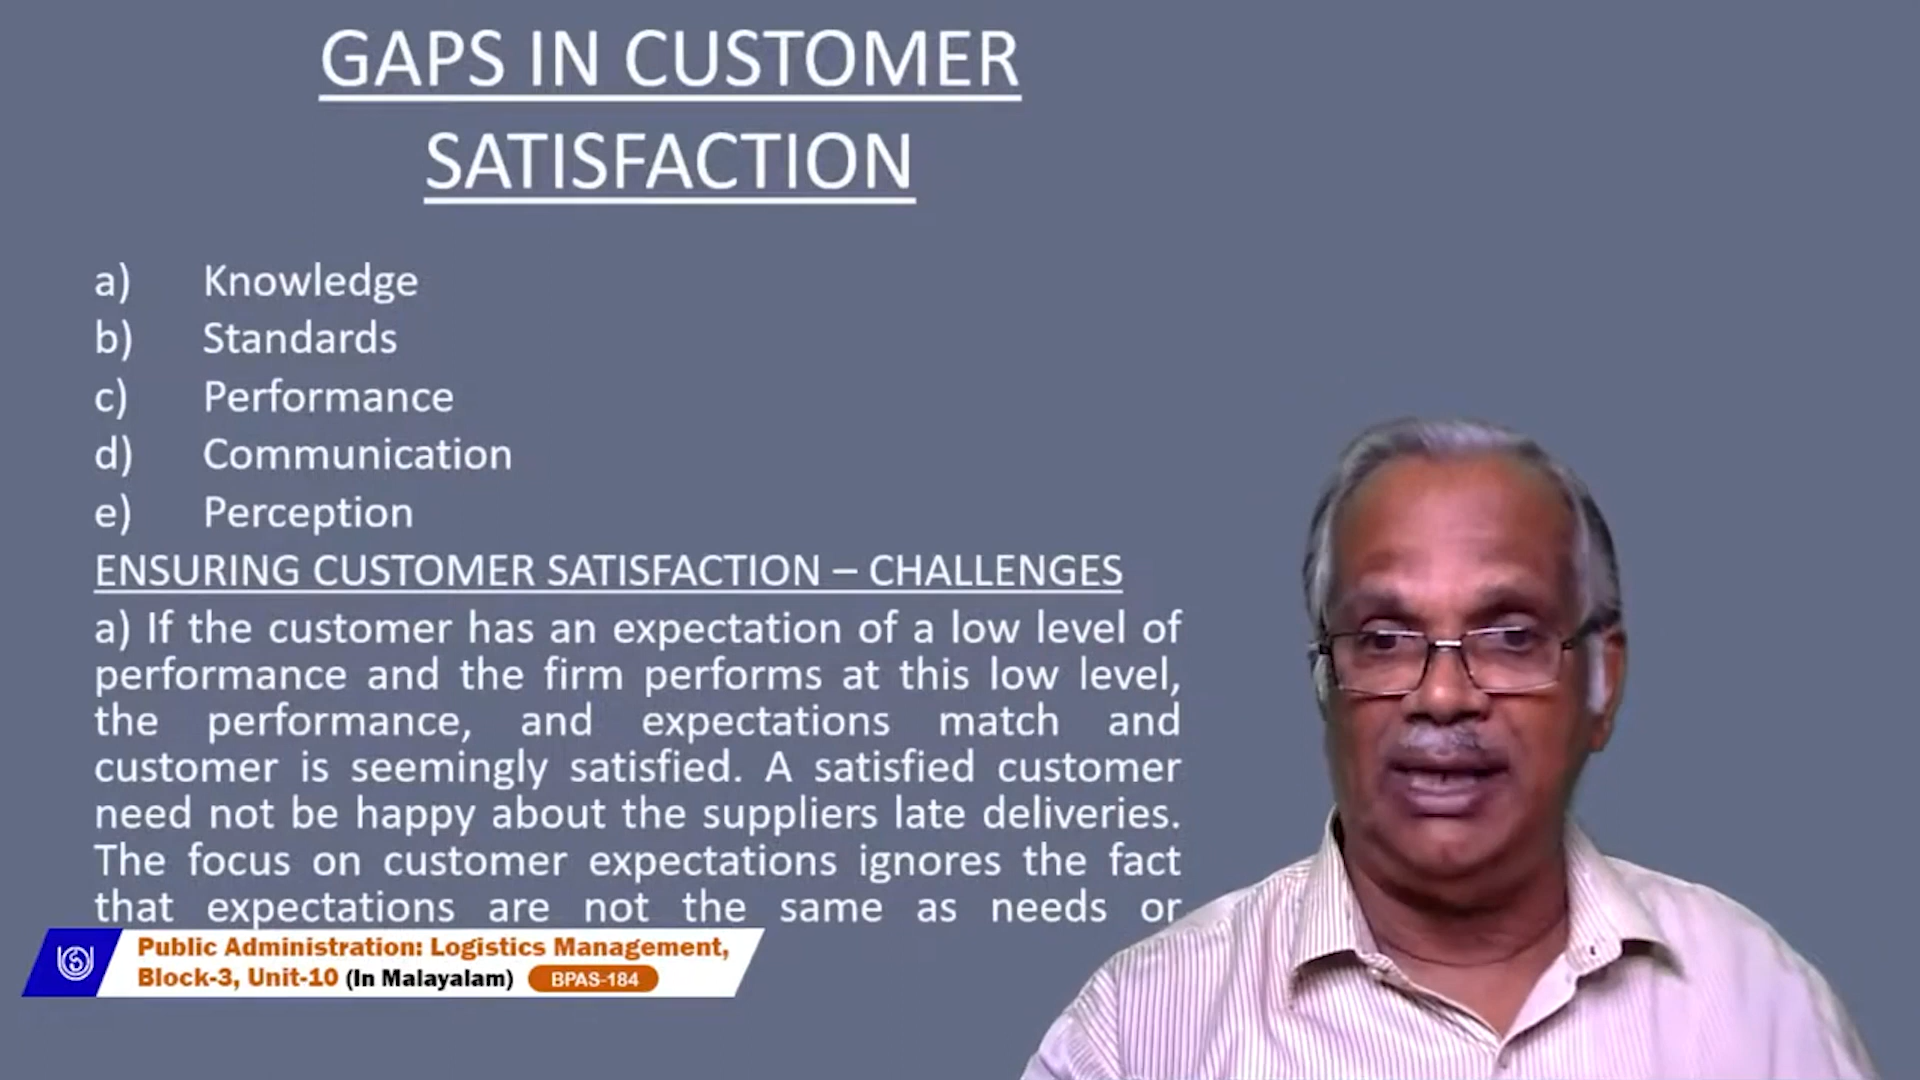 GAPS IN CUSTOMER
SATISFACTION
a) Knowledge
b) Standards
c) Performance
d) Communication
e) Perception
ENSURING CUSTOMER SATISFACTION – CHALLENGES
a) If the customer has an expectation of a low level of
performance and the firm performs at this low level,
the performance, and expectations match and
customer is seemingly satisfied. A satisfied customer
need not be happy about the suppliers late deliveries.
The focus on customer expectations ignores the fact
that expectations are not the same as needs or
Public Administration: Logistics Management,
Block-3, Unit-10 (In Malayalam) BPAS-184